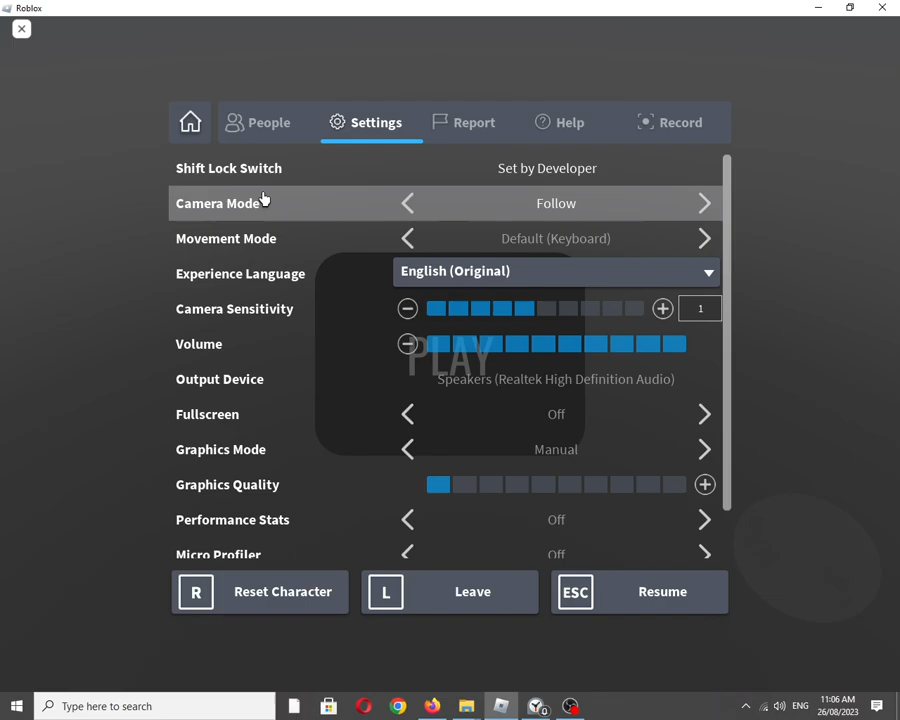 Roblox
People Settings Report Help Record
Shift Lock Switch Set by Developer
Camera Mode Follow
Movement Mode Default (Keyboard)
Experience Language English (Original)
Camera Sensitivity 1
Volume
PLAY
Output Device Speakers (Realtek High Definition Audio)
Fullscreen Off
Graphics Mode Manual
Graphics Quality
Performance Stats Off
Micro Profiler Off
R Reset Character L Leave ESC Resume
Type here to search ENG 11:06 AM
26/08/2023